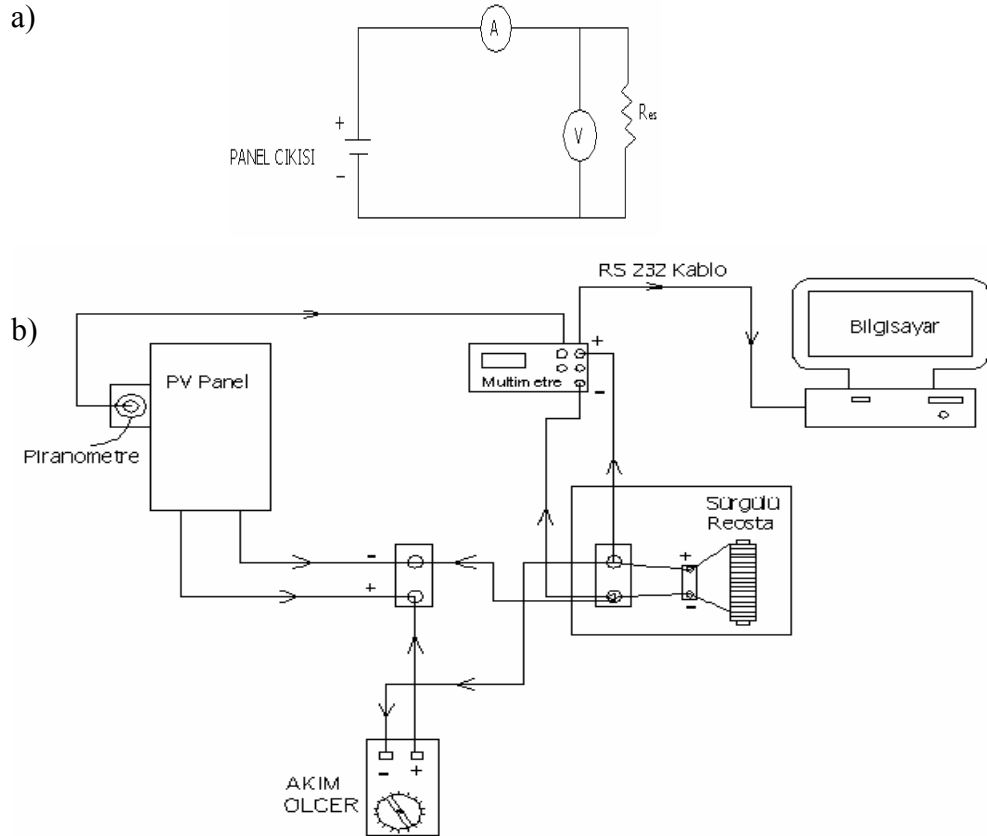 a)
A
+
V
Res
PANEL CIKISI
-
RS 232 Kablo
b)
+
Multimetre
-
Bilgisayar
PV Panel
Piranometre
Sürgülü
Reosta
-
+
+
-
- +
AKIM
OLCER